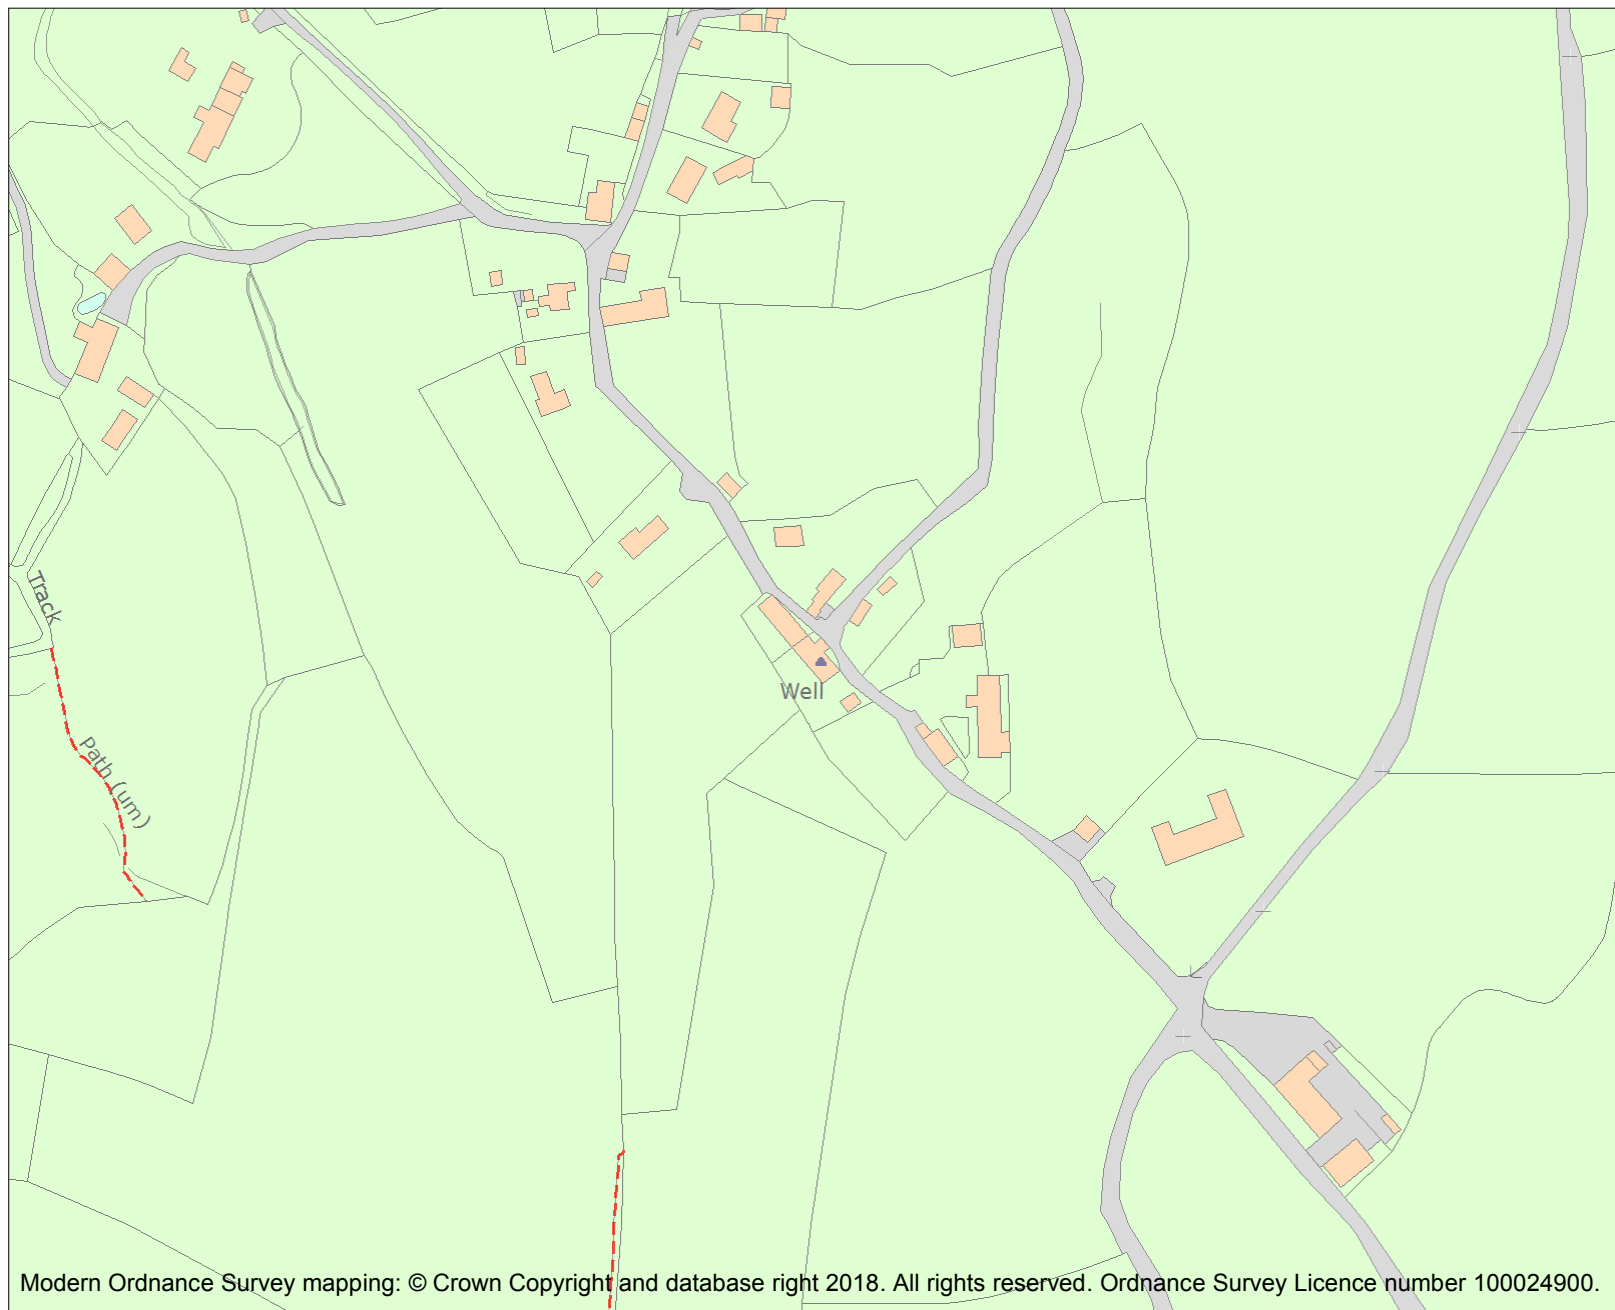 Track
Path (um)
Well
Modern Ordnance Survey mapping: © Crown Copyright and database right 2018. All rights reserved. Ordnance Survey Licence number 100024900.